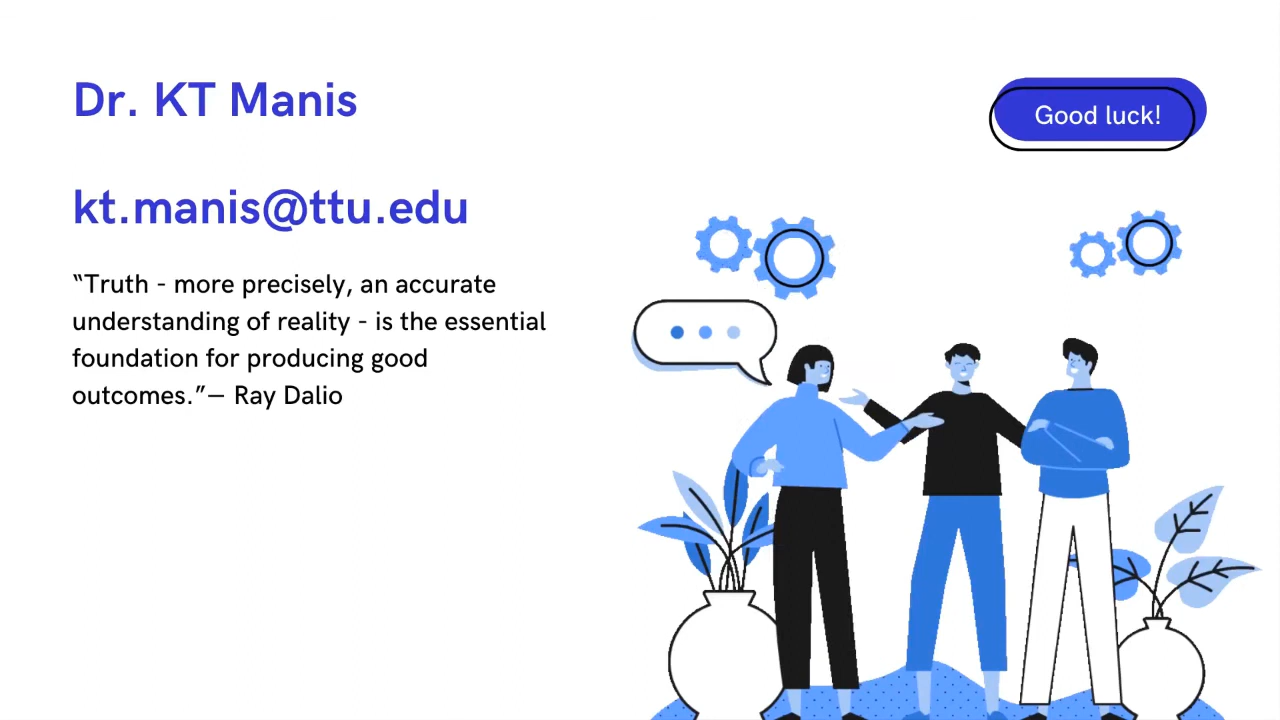 Dr. KT Manis
Good luck!
kt.manis@ttu.edu
“Truth - more precisely, an accurate
understanding of reality - is the essential
foundation for producing good
outcomes.”— Ray Dalio